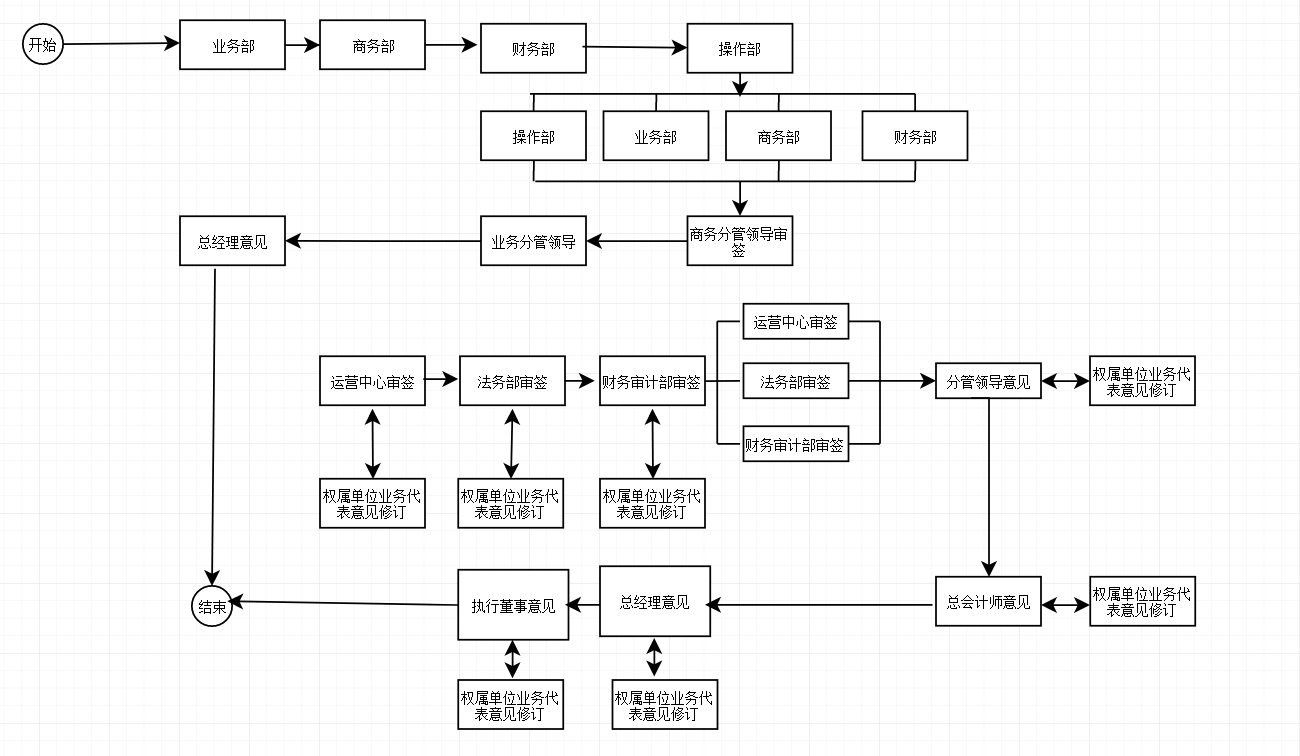 开始
业务部
商务部
财务部
操作部
操作部
业务部
商务部
财务部
总经理意见
业务分管领导
商务分管领导审
签
运营中心审签
运营中心审签
法务部审签
财务审计部审签
法务部审签
分管领导意见
权属单位业务代
表意见修订
财务审计部审签
权属单位业务代
表意见修订
权属单位业务代
表意见修订
权属单位业务代
表意见修订
结束
执行董事意见
总经理意见
总会计师意见
权属单位业务代
表意见修订
权属单位业务代
表意见修订
权属单位业务代
表意见修订